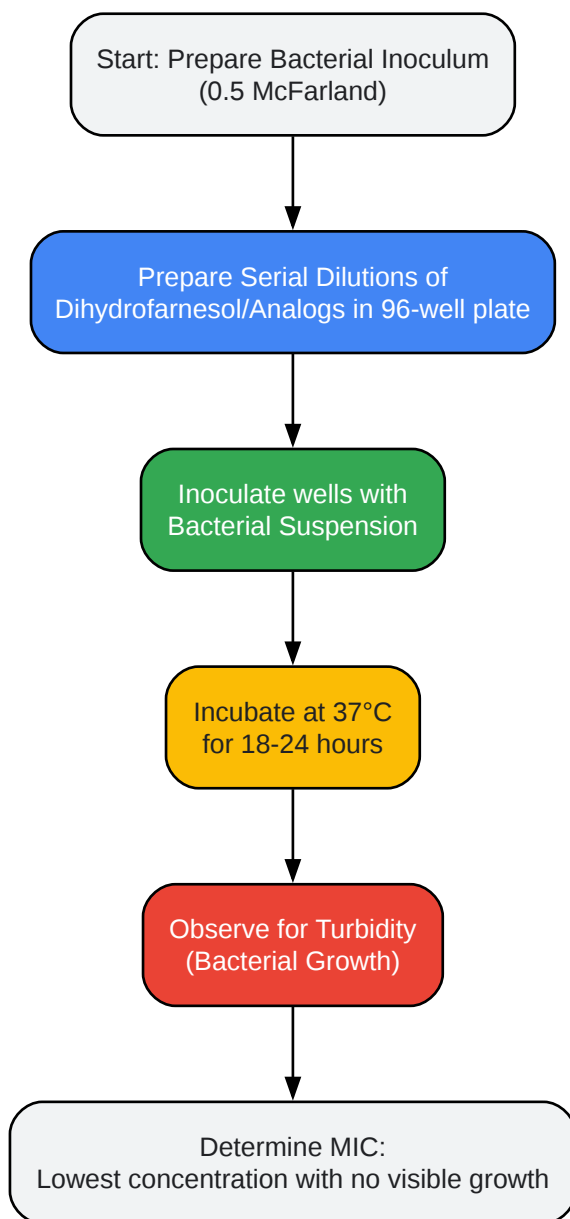 Start: Prepare Bacterial Inoculum
(0.5 McFarland)
Prepare Serial Dilutions of
Dihydrofarnesol/Analogs in 96-well plate
Inoculate wells with
Bacterial Suspension
Incubate at 37°C
for 18-24 hours
Observe for Turbidity
(Bacterial Growth)
Determine MIC:
Lowest concentration with no visible growth